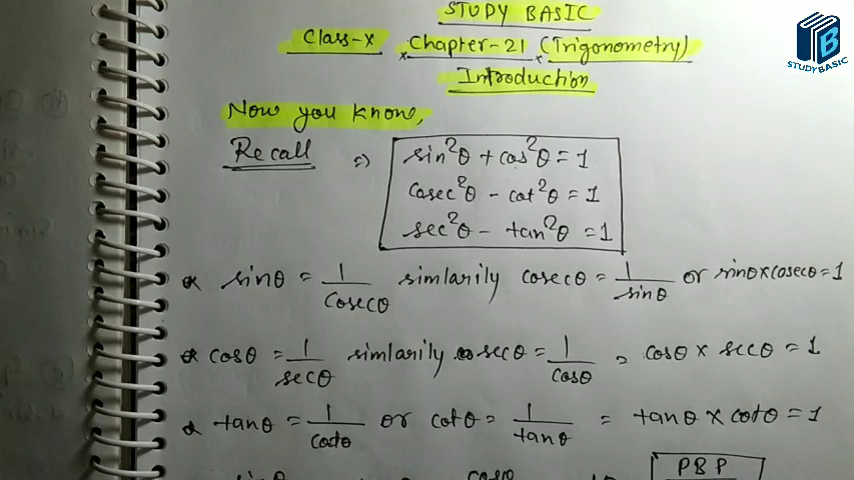 STUDY BASIC
Class-X Chapter-21 (Trigonometry)
Introduction
Now you know,
Recall => sin²θ + cos²θ = 1
cosec²θ - cot²θ = 1
sec²θ - tan²θ = 1
sinθ = 1/cosecθ simlarily cosecθ = 1/sinθ or sinθ×cosecθ=1
cosθ = 1/secθ simlarily secθ = 1/cosθ = cosθ × secθ = 1
tanθ = 1/cotθ or cotθ = 1/tanθ = tanθ × cotθ = 1
sinθ cosθ PBP
STUDYBASIC